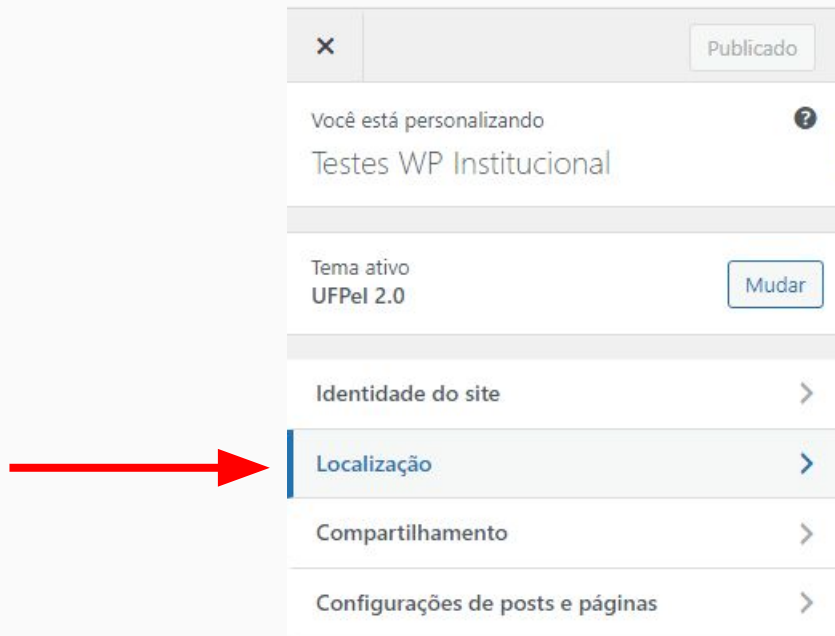 Publicado
Você está personalizando
Testes WP Institucional
Tema ativo
UFPel 2.0
Mudar
Identidade do site
Localização
Compartilhamento
Configurações de posts e páginas